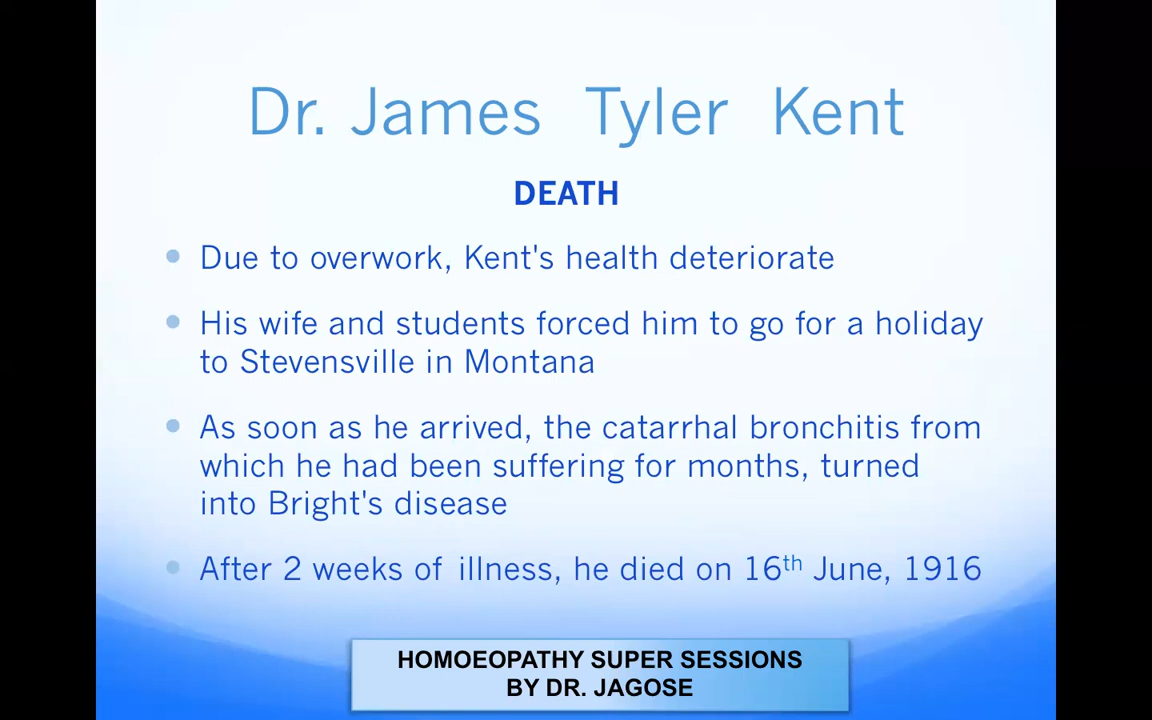 Dr. James Tyler Kent
DEATH
Due to overwork, Kent's health deteriorate
His wife and students forced him to go for a holiday
to Stevensville in Montana
As soon as he arrived, the catarrhal bronchitis from
which he had been suffering for months, turned
into Bright's disease
After 2 weeks of illness, he died on 16th June, 1916
HOMOEOPATHY SUPER SESSIONS
BY DR. JAGOSE